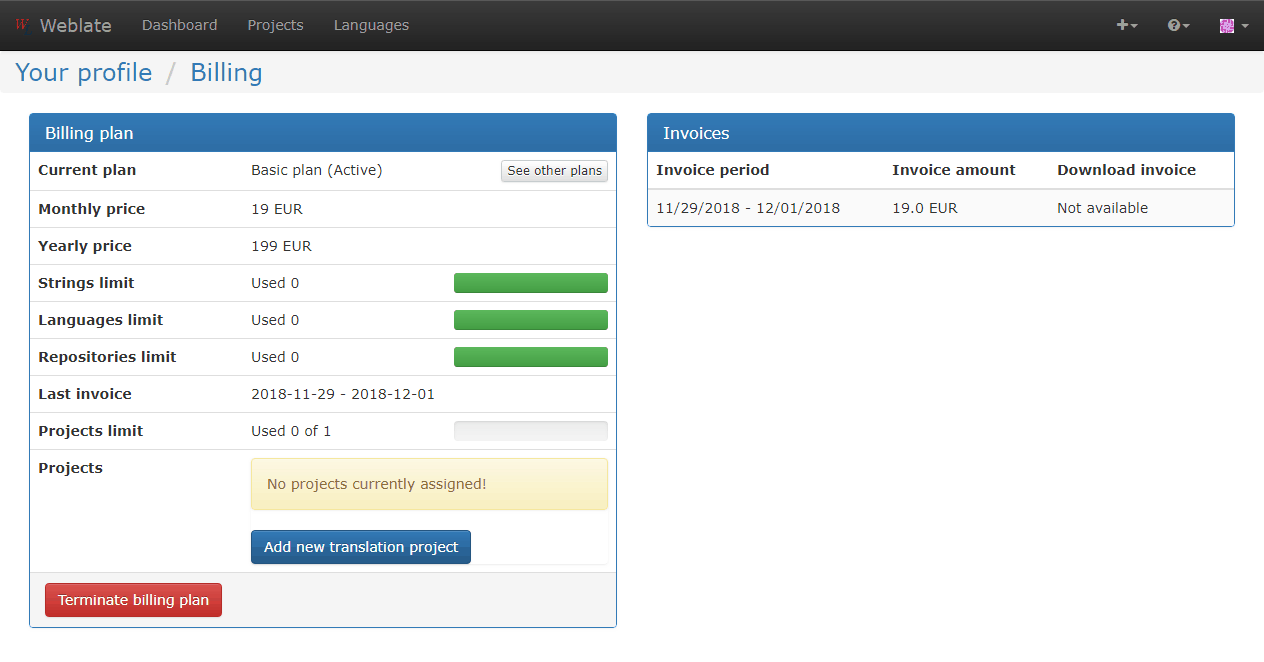 W Weblate Dashboard Projects Languages
Your profile / Billing
Billing plan
Current plan Basic plan (Active) See other plans
Monthly price 19 EUR
Yearly price 199 EUR
Strings limit Used 0
Languages limit Used 0
Repositories limit Used 0
Last invoice 2018-11-29 - 2018-12-01
Projects limit Used 0 of 1
Projects No projects currently assigned!
Add new translation project
Terminate billing plan
Invoices
Invoice period Invoice amount Download invoice
11/29/2018 - 12/01/2018 19.0 EUR Not available